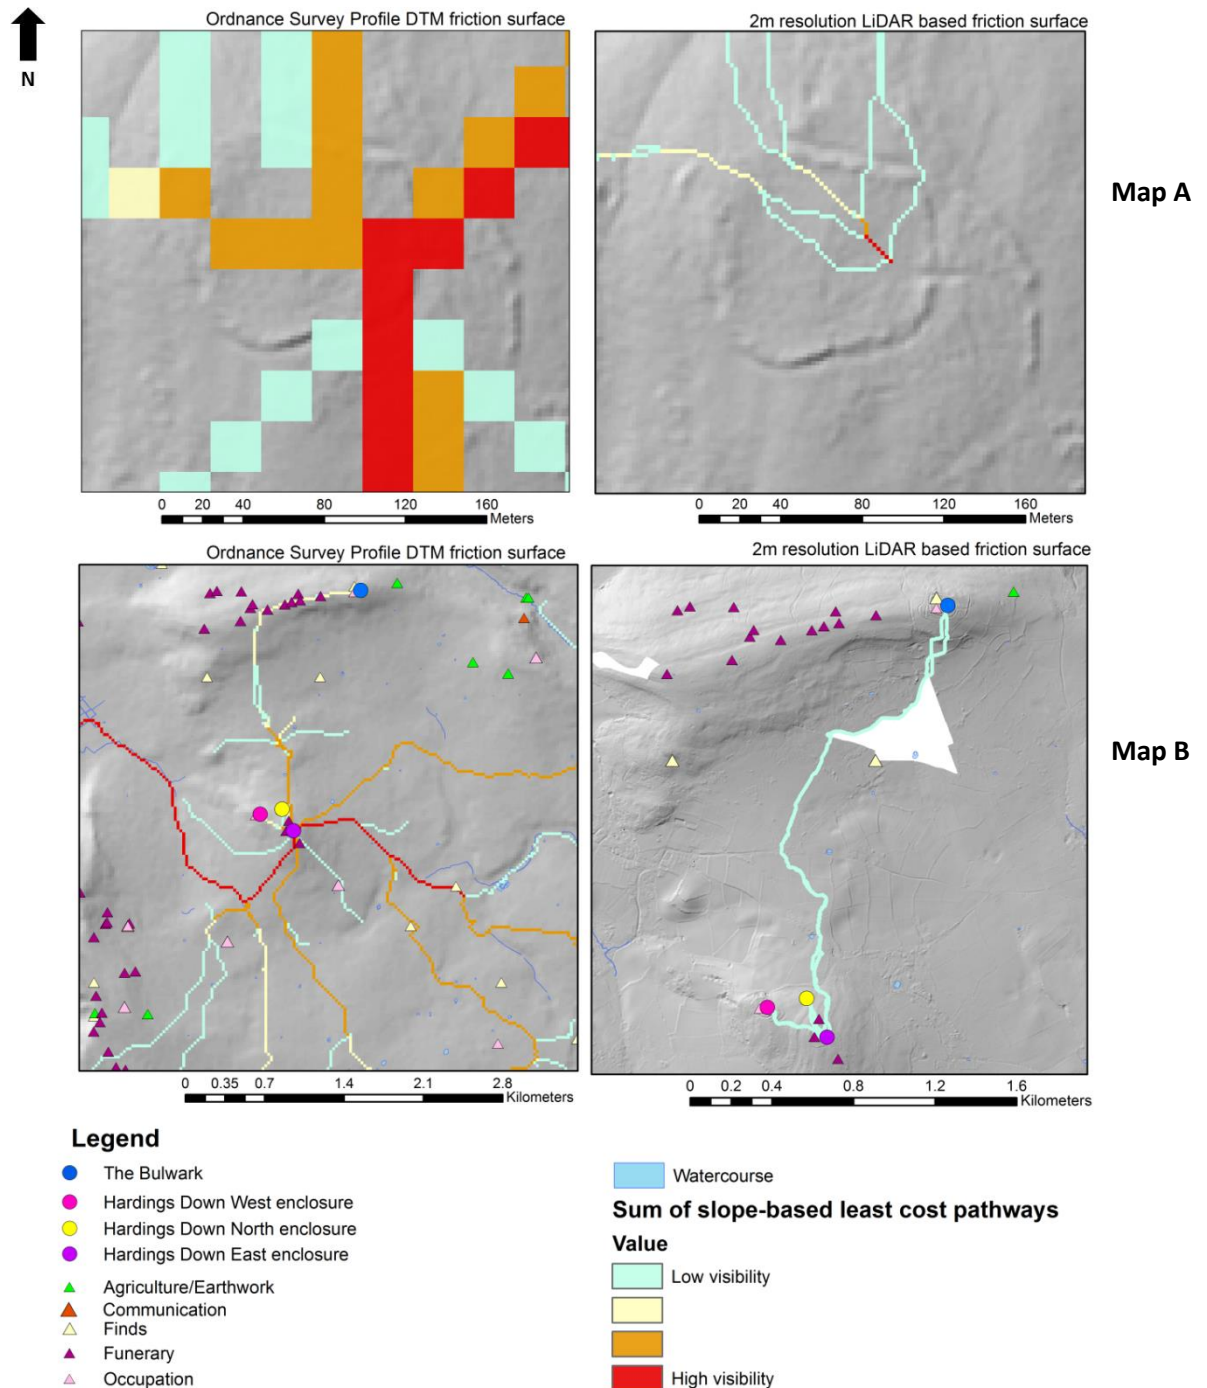 Ordnance Survey Profile DTM friction surface
2m resolution LiDAR based friction surface
N
Map A
0 20 40 80 120 160
Meters
0 20 40 80 120 160
Meters
Ordnance Survey Profile DTM friction surface
2m resolution LiDAR based friction surface
Map B
0 0.35 0.7 1.4 2.1 2.8
Kilometers
0 0.2 0.4 0.8 1.2 1.6
Kilometers
Legend
The Bulwark
Hardings Down West enclosure
Hardings Down North enclosure
Hardings Down East enclosure
Agriculture/Earthwork
Communication
Finds
Funerary
Occupation
Watercourse
Sum of slope-based least cost pathways
Value
Low visibility
High visibility